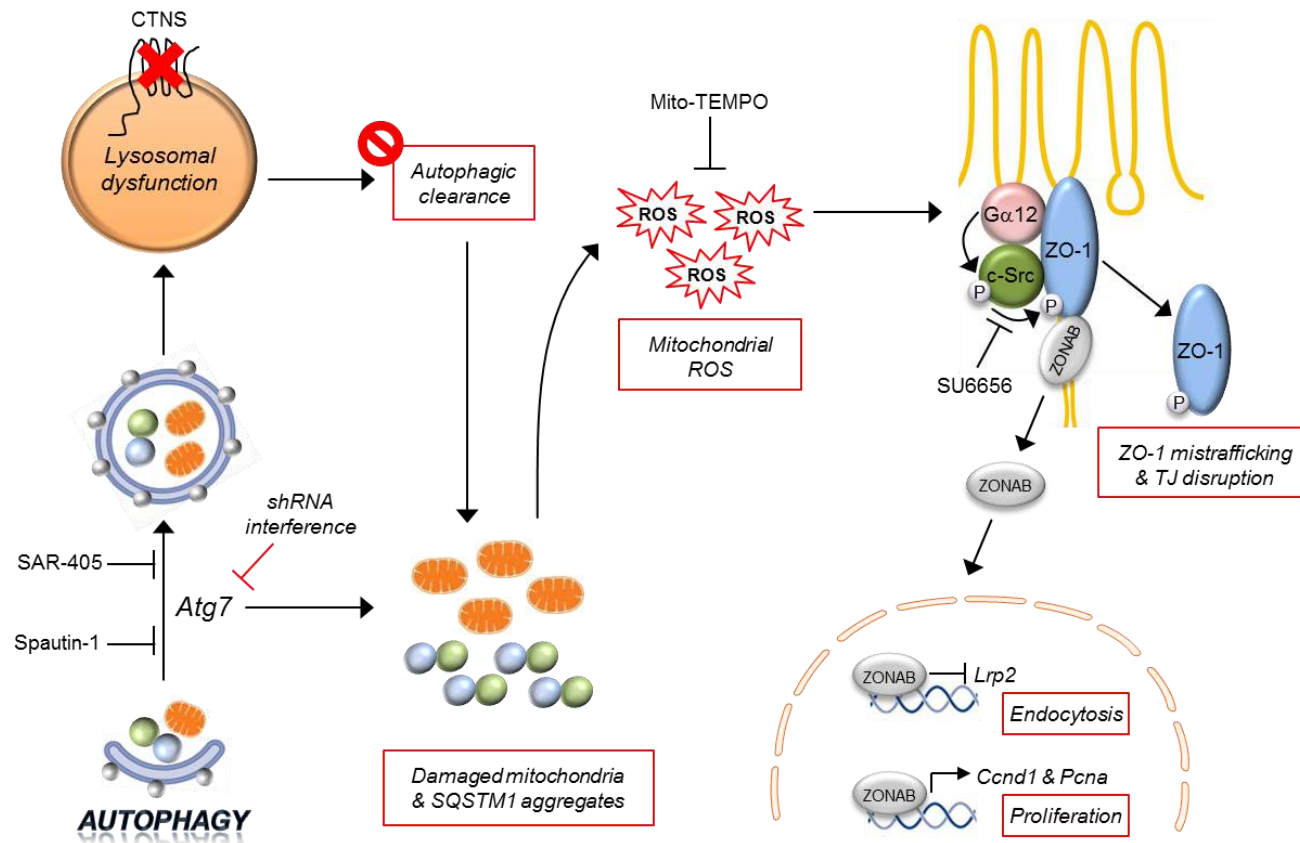 CTNS
Lysosomal
dysfunction
Autophagic
clearance
Mito-TEMPO
ROS
ROS
ROS
Mitochondrial
ROS
Gα12
c-Src
ZO-1
P
P
ZONAB
SU6656
ZO-1
P
ZO-1 mistrafficking
& TJ disruption
ZONAB
shRNA
interference
SAR-405
Atg7
Spautin-1
AUTOPHAGY
Damaged mitochondria
& SQSTM1 aggregates
ZONAB
Lrp2
Endocytosis
ZONAB
Ccnd1 & Pcna
Proliferation